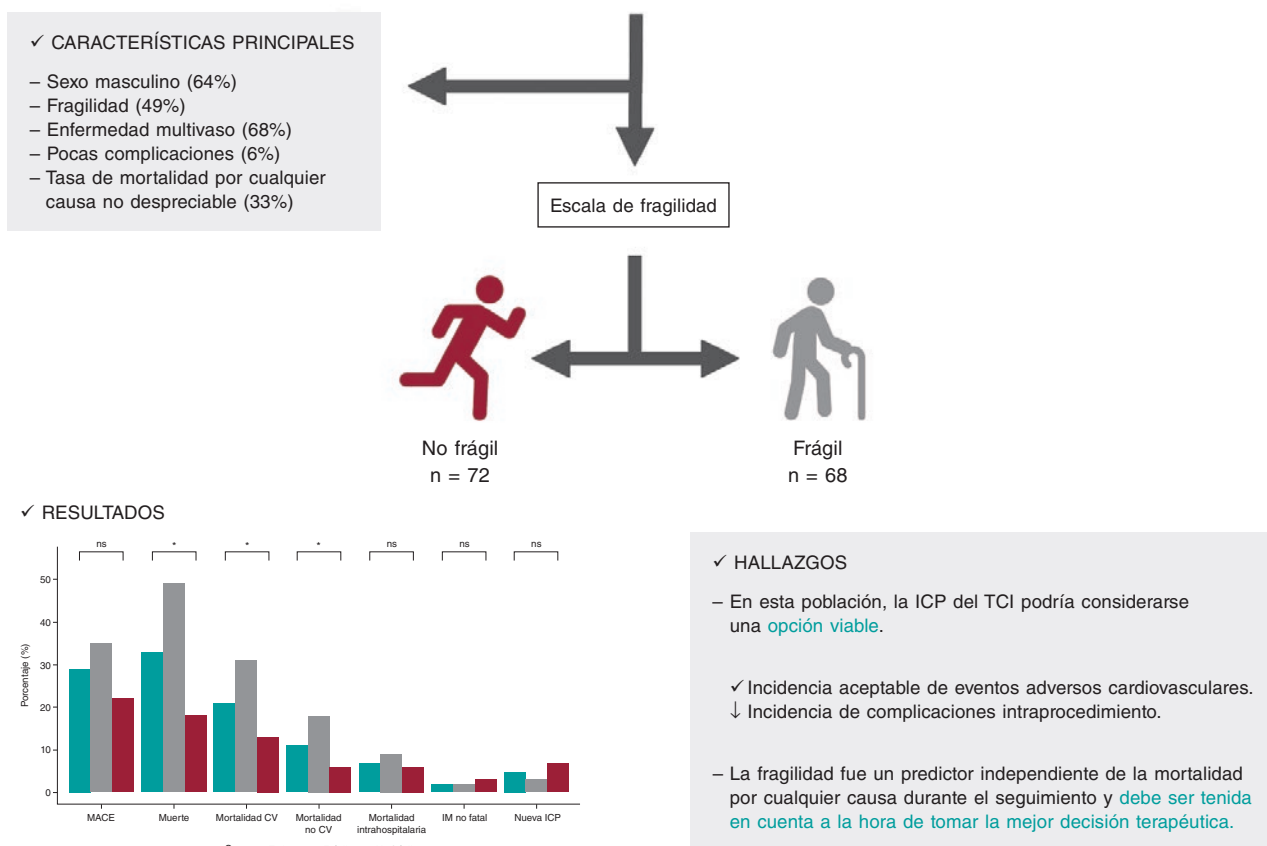 ✓ CARACTERÍSTICAS PRINCIPALES
– Sexo masculino (64%)
– Fragilidad (49%)
– Enfermedad multivaso (68%)
– Pocas complicaciones (6%)
– Tasa de mortalidad por cualquier
causa no despreciable (33%)
Escala de fragilidad
No frágil
n = 72
Frágil
n = 68
✓ RESULTADOS
ns * * * ns ns ns
Porcentaje (%)
50
40
30
20
10
0
MACE
Muerte
Mortalidad CV
Mortalidad
no CV
Mortalidad
intrahospitalaria
IM no fatal
Nueva ICP
✓ HALLAZGOS
– En esta población, la ICP del TCI podría considerarse
una opción viable.
✓ Incidencia aceptable de eventos adversos cardiovasculares.
↓ Incidencia de complicaciones intraprocedimiento.
– La fragilidad fue un predictor independiente de la mortalidad
por cualquier causa durante el seguimiento y debe ser tenida
en cuenta a la hora de tomar la mejor decisión terapéutica.